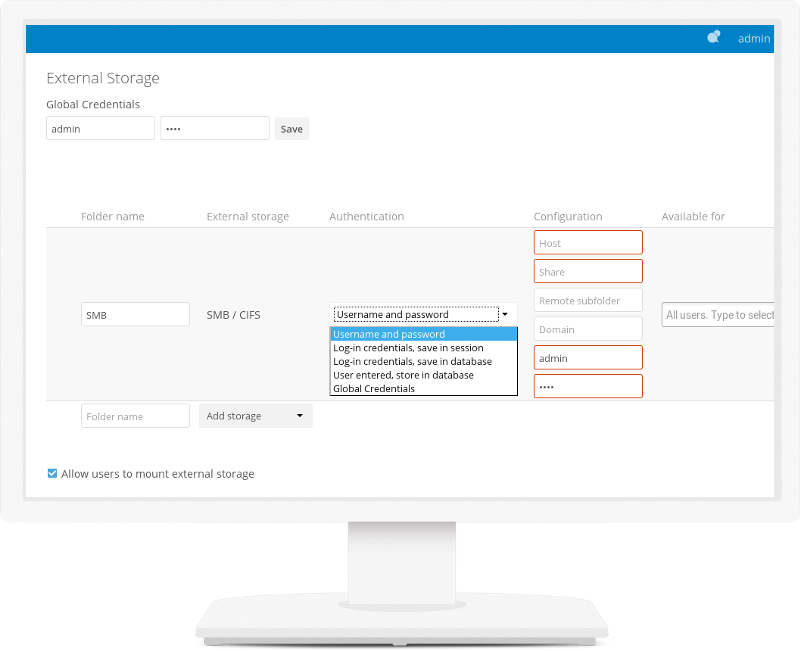 admin
External Storage
Global Credentials
admin
••••
Save
Folder name External storage Authentication Configuration Available for
Host
Share
Remote subfolder
SMB SMB / CIFS Username and password All users. Type to select
Domain
Username and password
Log-in credentials, save in session
Log-in credentials, save in database
User entered, store in database
Global Credentials
admin
••••
Folder name Add storage
Allow users to mount external storage